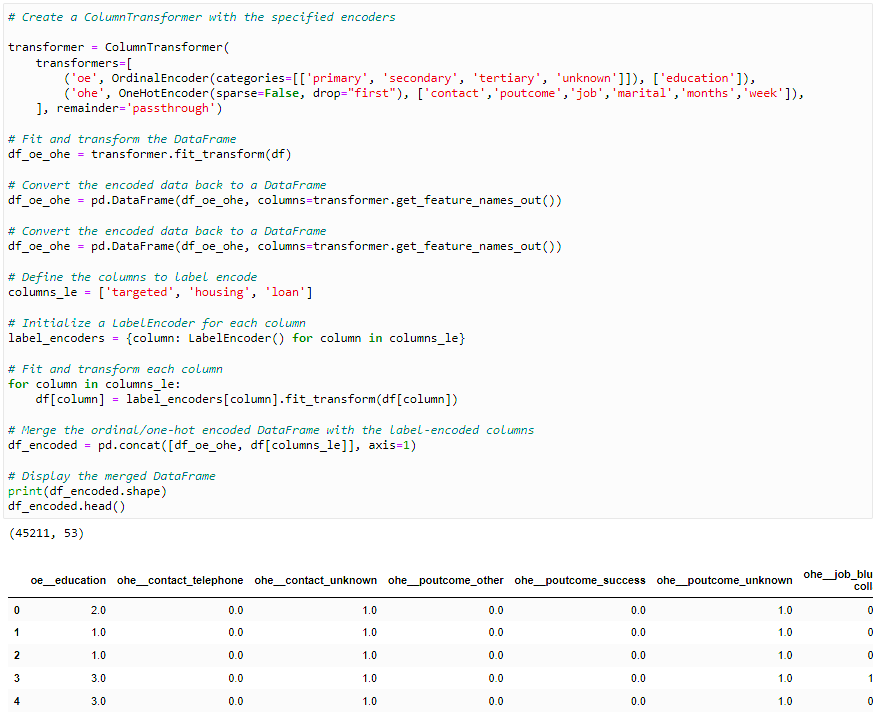 # Create a ColumnTransformer with the specified encoders
transformer = ColumnTransformer(
    transformers=[
        ('oe', OrdinalEncoder(categories=[['primary', 'secondary', 'tertiary', 'unknown']]), ['education']),
        ('ohe', OneHotEncoder(sparse=False, drop="first"), ['contact','poutcome','job','marital','months','week']),
    ], remainder='passthrough')
# Fit and transform the DataFrame
df_oe_ohe = transformer.fit_transform(df)
# Convert the encoded data back to a DataFrame
df_oe_ohe = pd.DataFrame(df_oe_ohe, columns=transformer.get_feature_names_out())
# Convert the encoded data back to a DataFrame
df_oe_ohe = pd.DataFrame(df_oe_ohe, columns=transformer.get_feature_names_out())
# Define the columns to label encode
columns_le = ['targeted', 'housing', 'loan']
# Initialize a LabelEncoder for each column
label_encoders = {column: LabelEncoder() for column in columns_le}
# Fit and transform each column
for column in columns_le:
    df[column] = label_encoders[column].fit_transform(df[column])
# Merge the ordinal/one-hot encoded DataFrame with the label-encoded columns
df_encoded = pd.concat([df_oe_ohe, df[columns_le]], axis=1)
# Display the merged DataFrame
print(df_encoded.shape)
df_encoded.head()
(45211, 53)
oe__education ohe__contact_telephone ohe__contact_unknown ohe__poutcome_other ohe__poutcome_success ohe__poutcome_unknown ohe__job_blu
coll
0 2.0 0.0 1.0 0.0 0.0 1.0 0
1 1.0 0.0 1.0 0.0 0.0 1.0 0
2 1.0 0.0 1.0 0.0 0.0 1.0 0
3 3.0 0.0 1.0 0.0 0.0 1.0 1
4 3.0 0.0 1.0 0.0 0.0 1.0 0